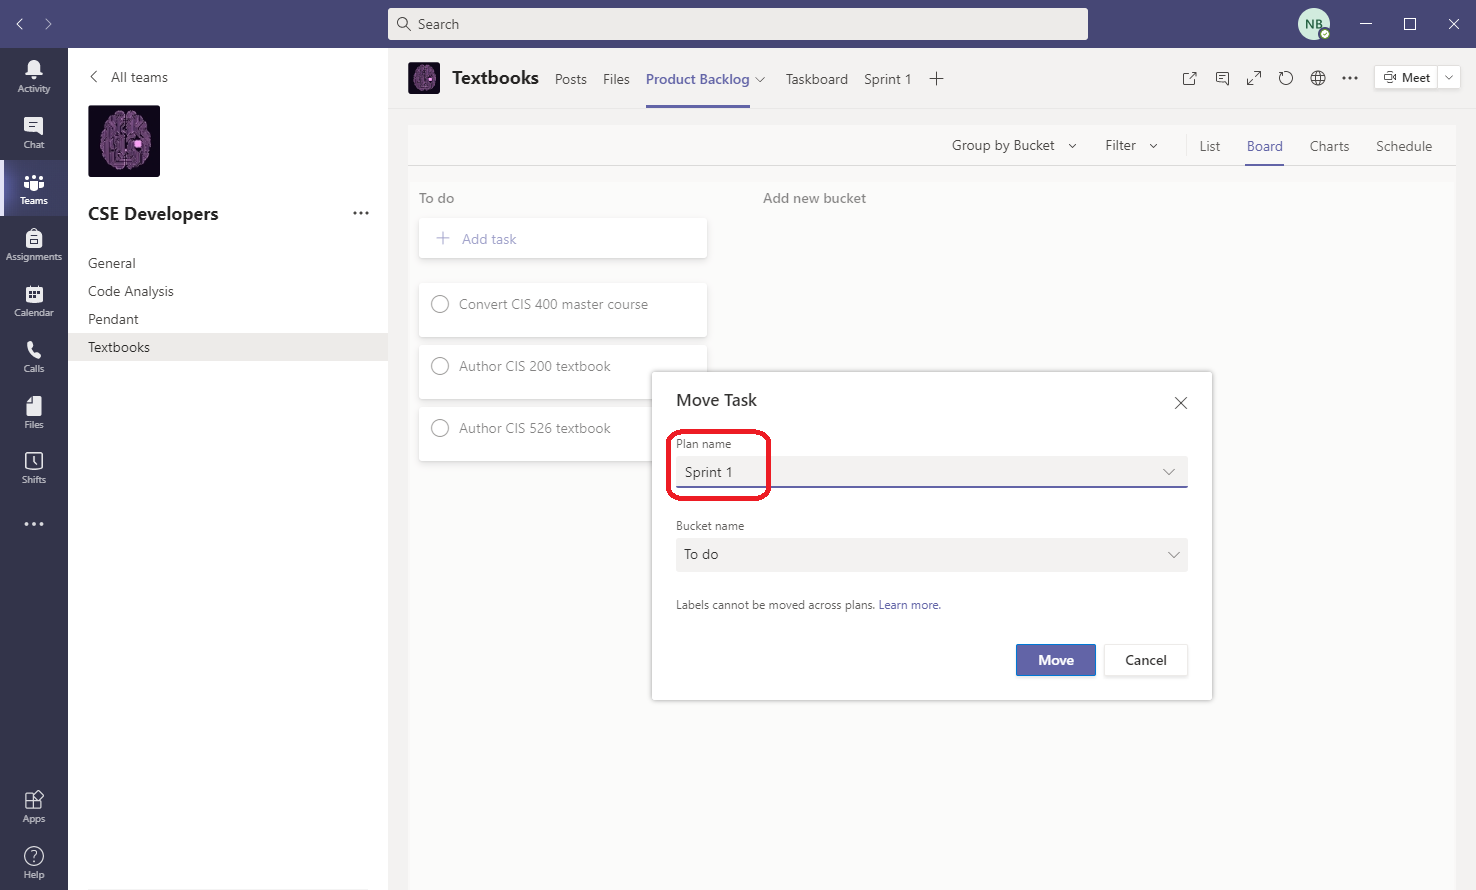 Search
NB
Activity
Chat
Teams
Assignments
Calendar
Calls
Files
Shifts
Apps
Help
All teams
CSE Developers
General
Code Analysis
Pendant
Textbooks
Textbooks Posts Files Product Backlog Taskboard Sprint 1 Meet
Group by Bucket Filter List Board Charts Schedule
To do Add new bucket
Add task
Convert CIS 400 master course
Author CIS 200 textbook
Author CIS 526 textbook
Move Task
Plan name
Sprint 1
Bucket name
To do
Labels cannot be moved across plans. Learn more.
Move Cancel